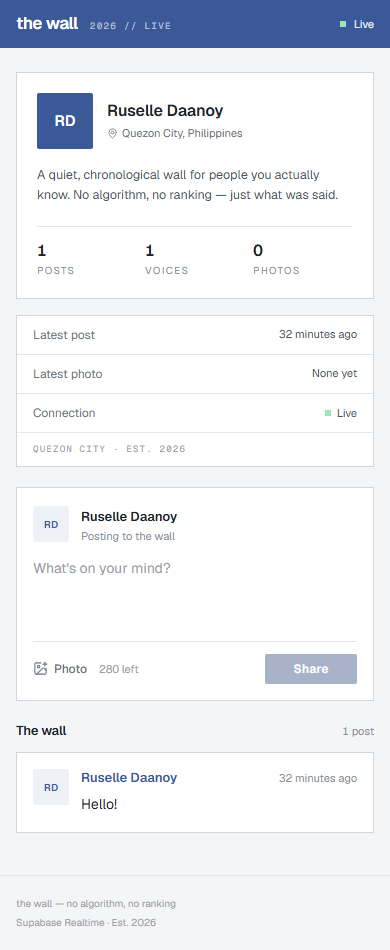 the wall 2026 // LIVE Live
RD
Ruselle Daanoy
Quezon City, Philippines
A quiet, chronological wall for people you actually
know. No algorithm, no ranking — just what was said.
1 1 0
POSTS VOICES PHOTOS
Latest post 32 minutes ago
Latest photo None yet
Connection Live
QUEZON CITY · EST. 2026
RD
Ruselle Daanoy
Posting to the wall
What's on your mind?
Photo 280 left Share
The wall 1 post
RD
Ruselle Daanoy 32 minutes ago
Hello!
the wall — no algorithm, no ranking
Supabase Realtime · Est. 2026